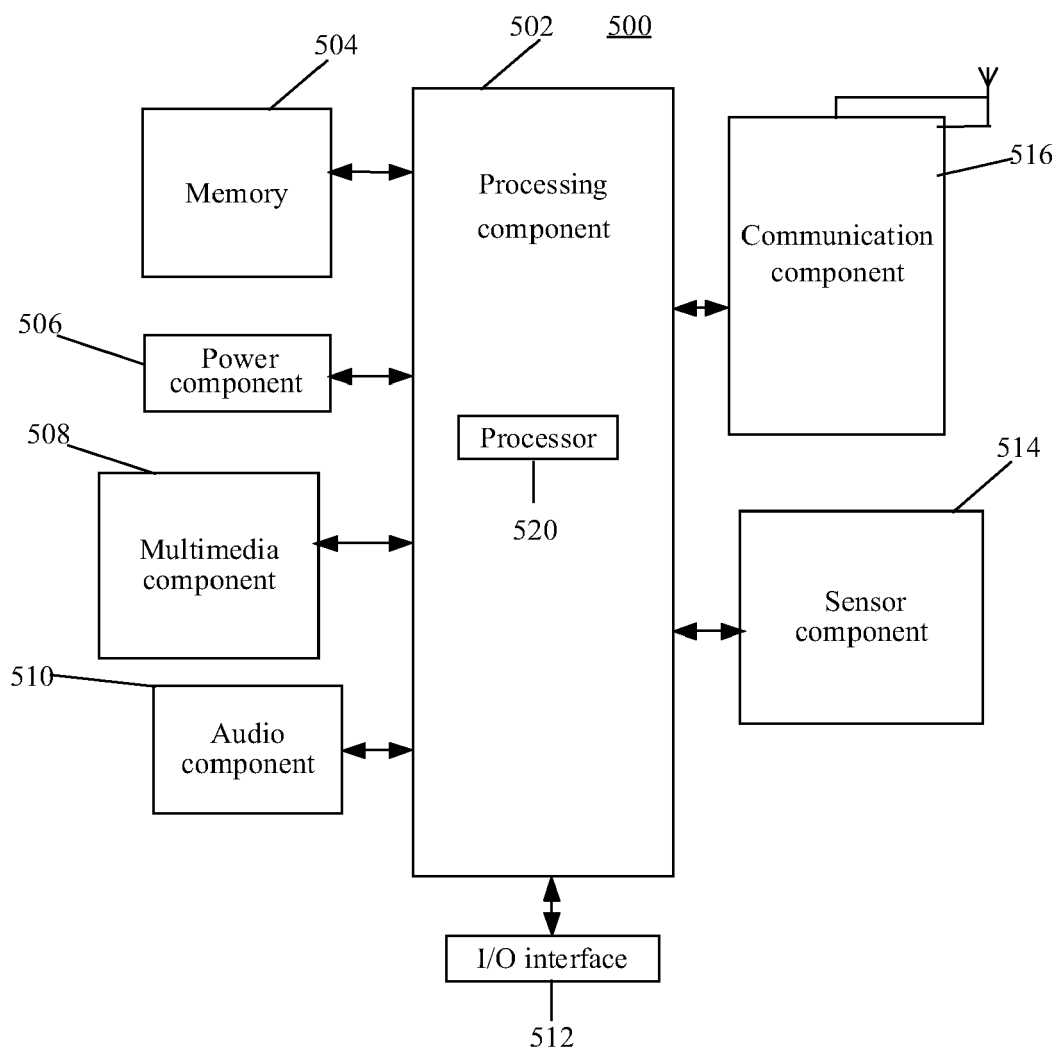 500
502
504
Memory
Processing
component
516
Communication
component
506
Power
component
508
Processor
520
514
Multimedia
component
Sensor
component
510
Audio
component
I/O interface
512